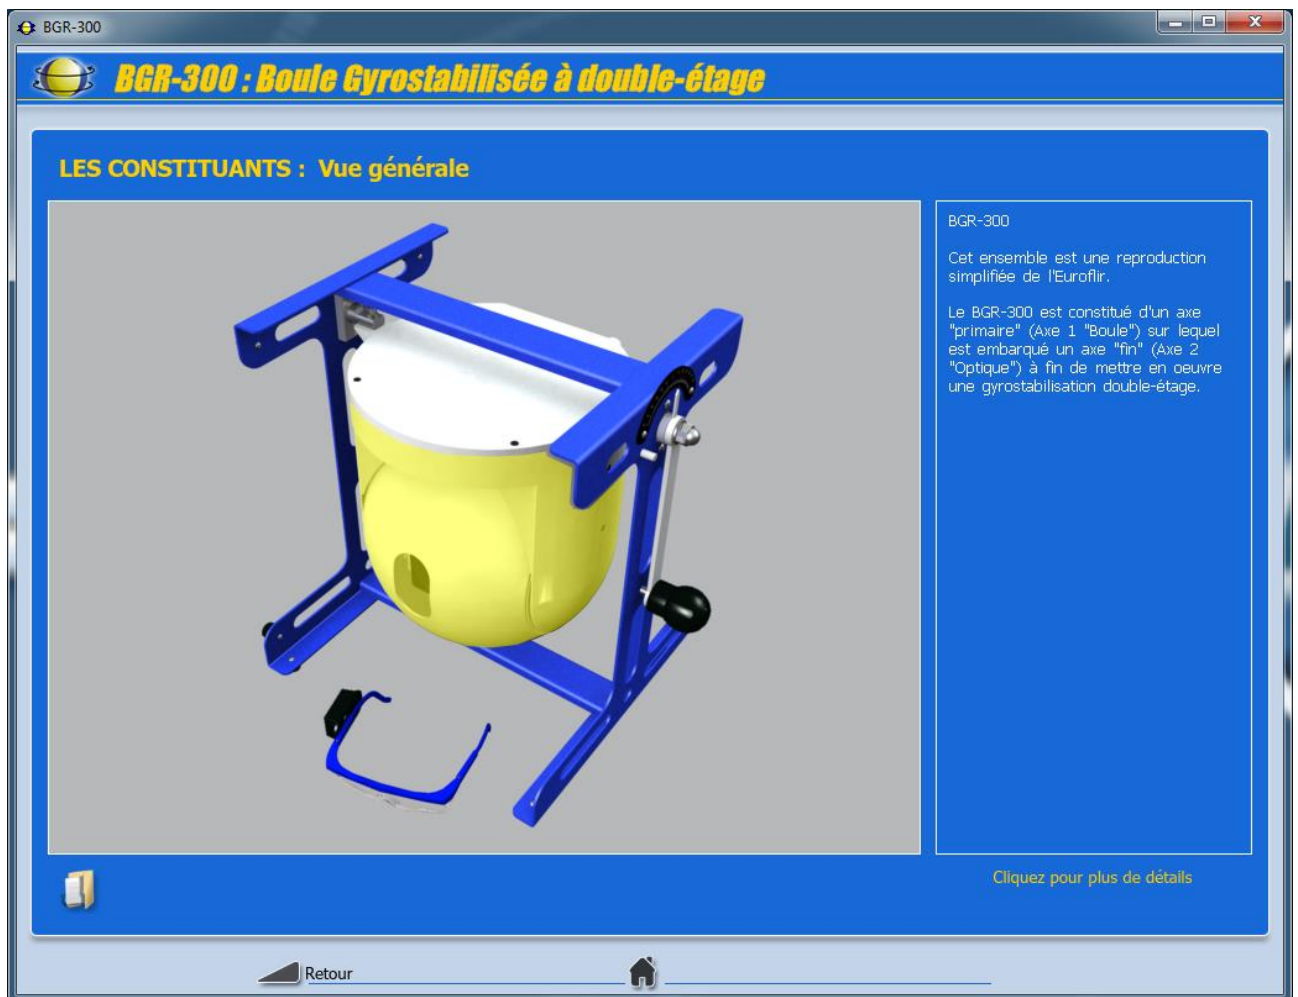 BGR-300
BGR-300 : Boule Gyrostabilisée à double-étage
LES CONSTITUANTS : Vue générale
BGR-300
Cet ensemble est une reproduction
simplifiée de l'Euroflir.
Le BGR-300 est constitué d'un axe
"primaire" (Axe 1 "Boule") sur lequel
est embarqué un axe "fin" (Axe 2
"Optique") à fin de mettre en oeuvre
une gyrostabilisation double-étage.
Cliquez pour plus de détails
Retour